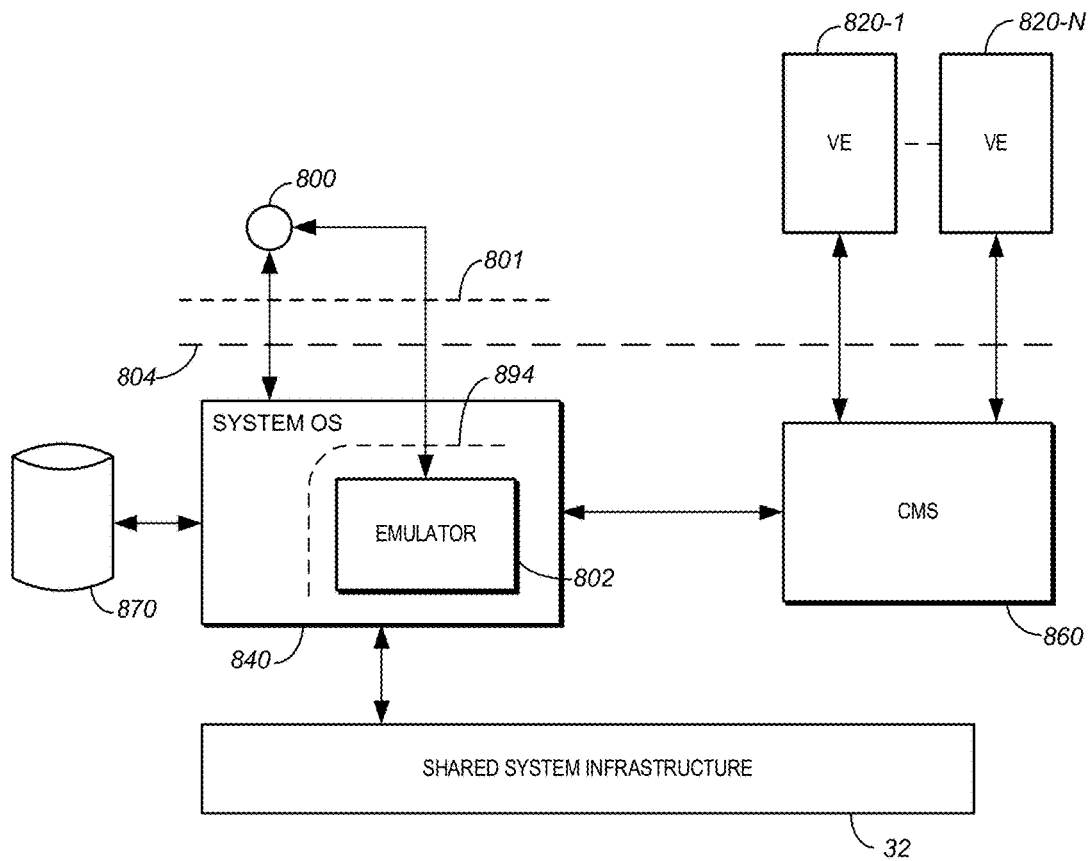 820-1
820-N
VE
VE
800
801
804
894
SYSTEM OS
EMULATOR
CMS
802
870
840
860
SHARED SYSTEM INFRASTRUCTURE
32